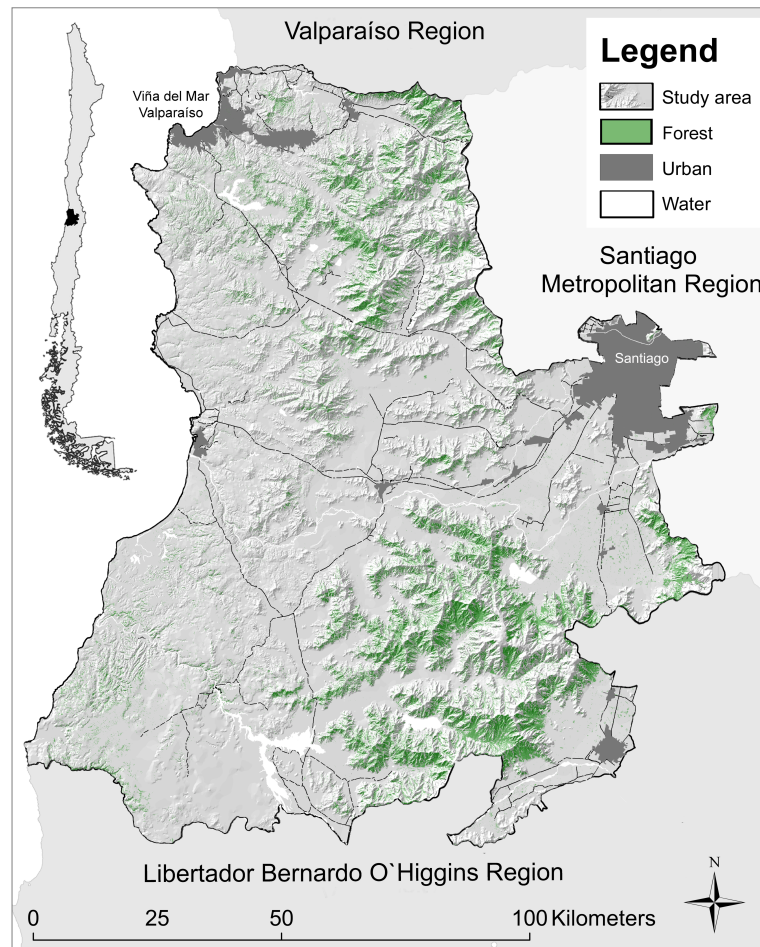 Valparaíso Region
Legend
Viña del Mar
Valparaíso
Study area
Forest
Urban
Water
Santiago
Metropolitan Region
Santiago
Libertador Bernardo O`Higgins Region
N
0 25 50 100 Kilometers